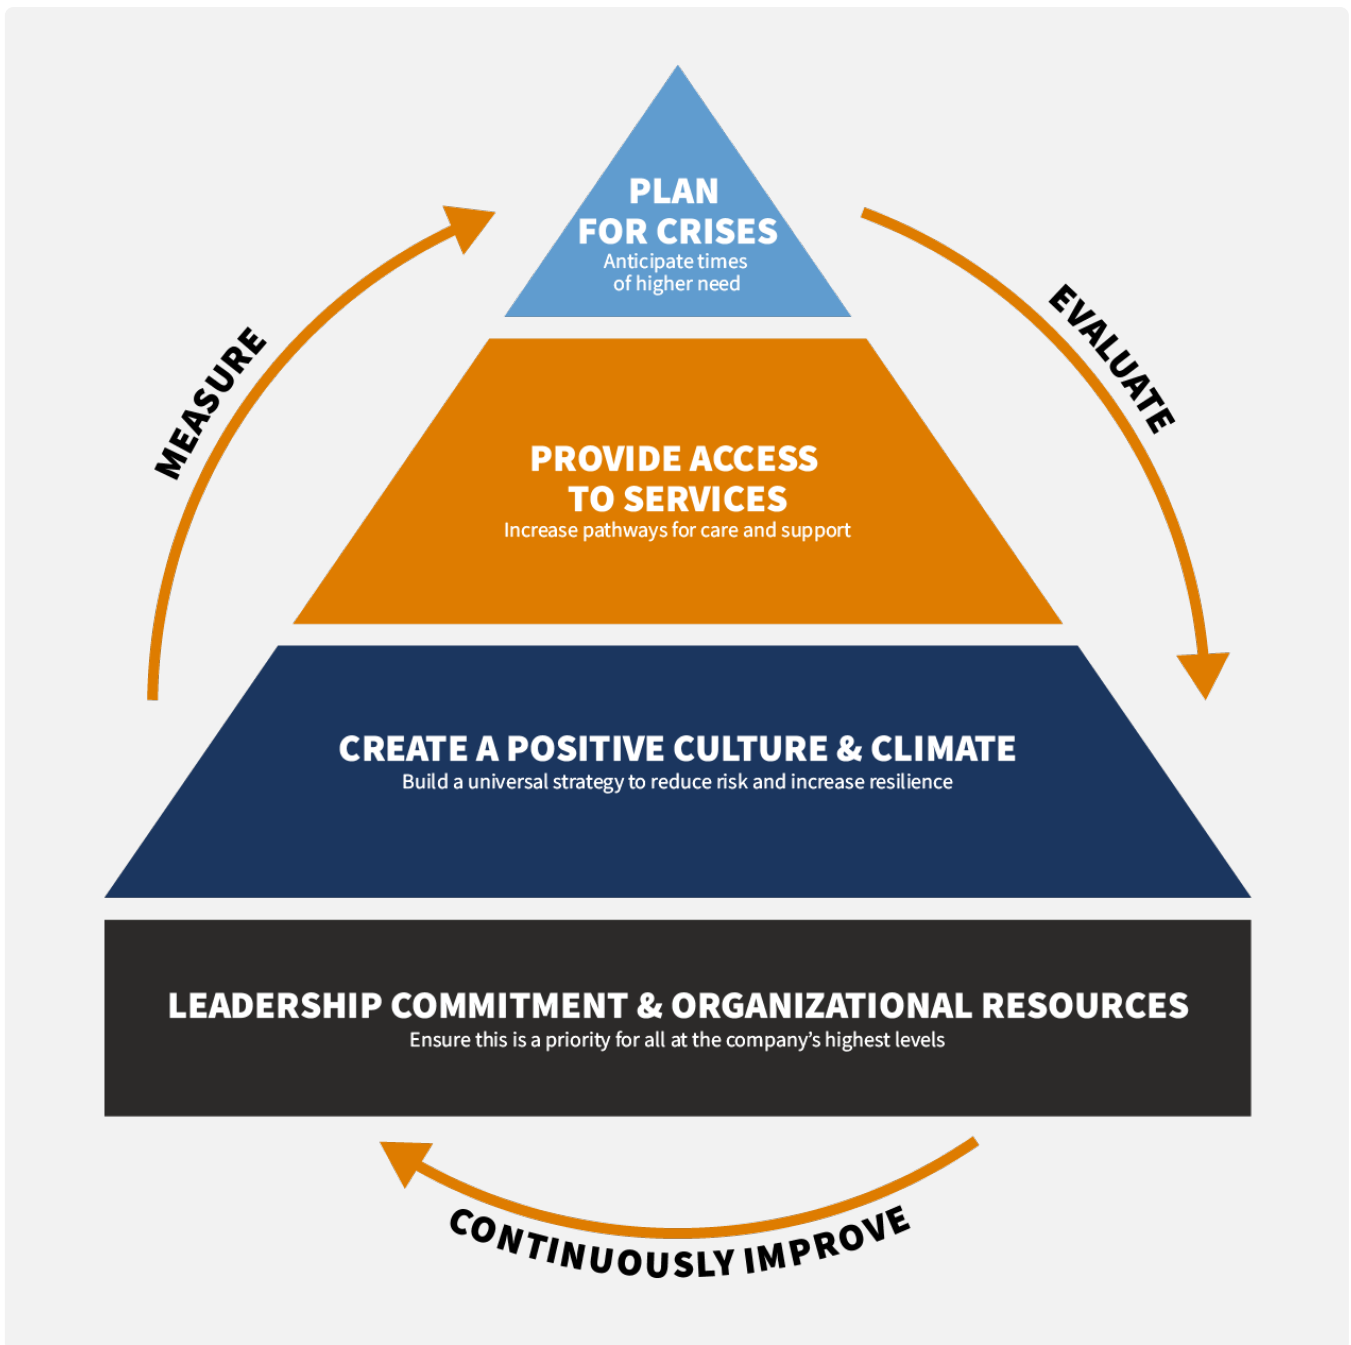 PLAN
FOR CRISES
Anticipate times
of higher need
MEASURE
EVALUATE
PROVIDE ACCESS
TO SERVICES
Increase pathways for care and support
CREATE A POSITIVE CULTURE & CLIMATE
Build a universal strategy to reduce risk and increase resilience
LEADERSHIP COMMITMENT & ORGANIZATIONAL RESOURCES
Ensure this is a priority for all at the company’s highest levels
CONTINUOUSLY IMPROVE